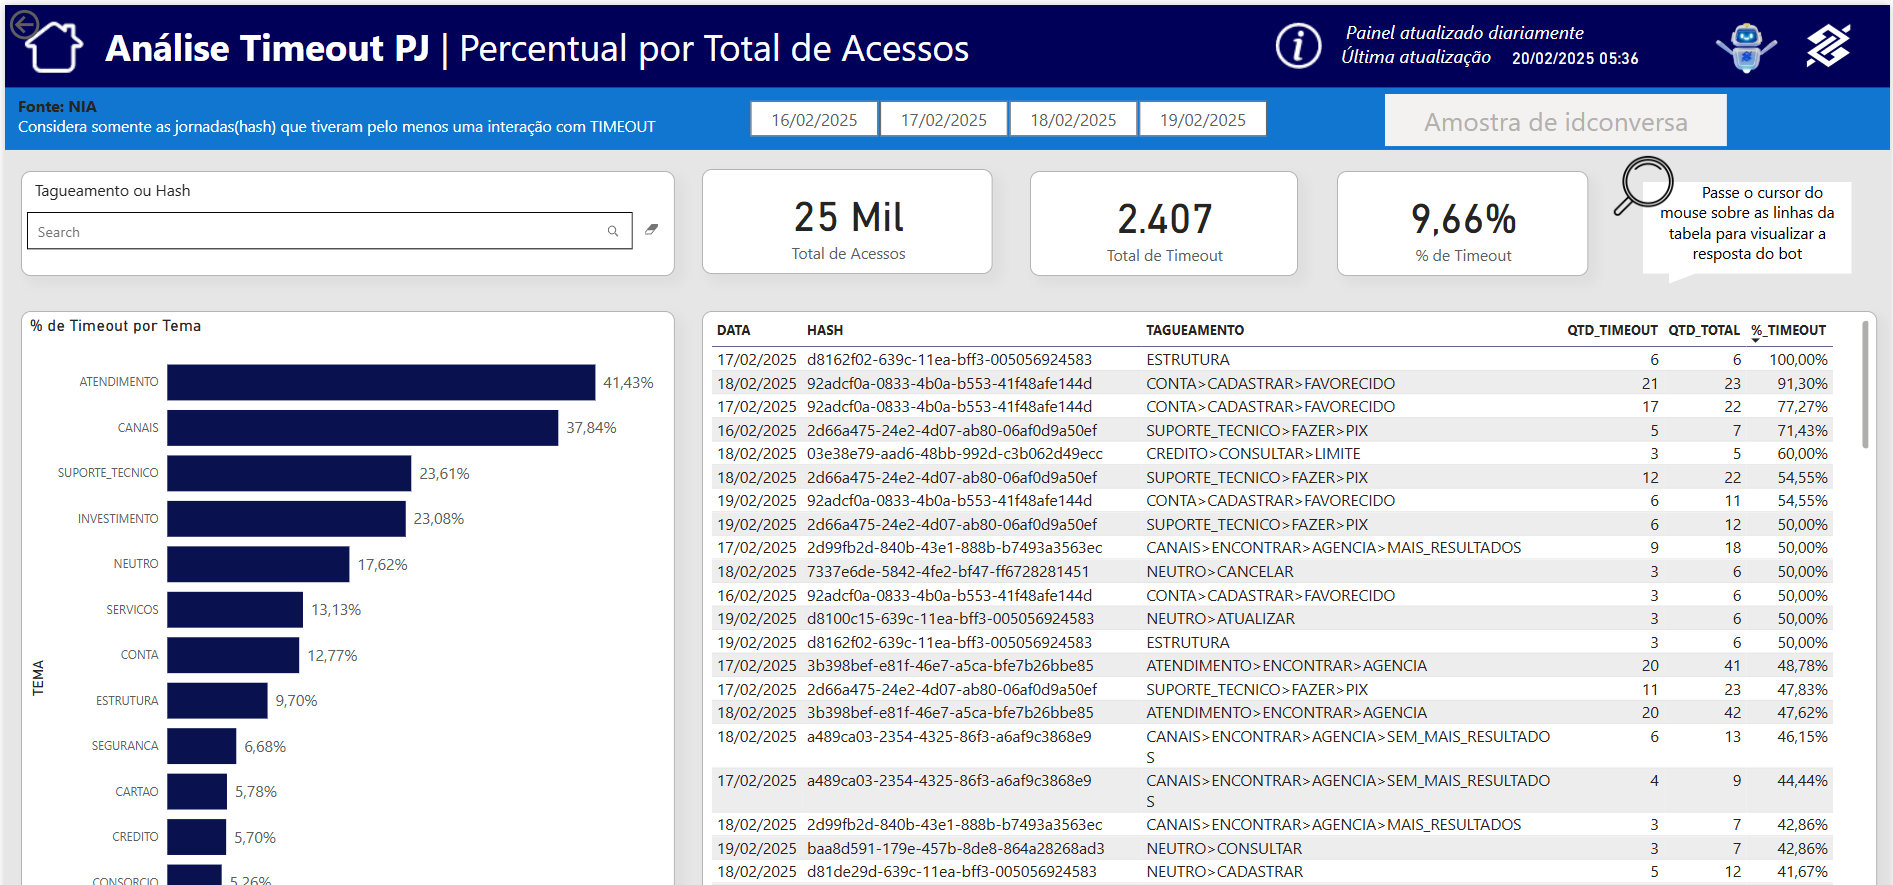 Análise Timeout PJ | Percentual por Total de Acessos
Painel atualizado diariamente
Última atualização 20/02/2025 05:36
Fonte: NIA
Considera somente as jornadas(hash) que tiveram pelo menos uma interação com TIMEOUT
16/02/2025 17/02/2025 18/02/2025 19/02/2025
Amostra de idconversa
Tagueamento ou Hash
Search
25 Mil
Total de Acessos
2.407
Total de Timeout
9,66%
% de Timeout
Passe o cursor do
mouse sobre as linhas da
tabela para visualizar a
resposta do bot
% de Timeout por Tema
TEMA
ATENDIMENTO 41,43%
CANAIS 37,84%
SUPORTE_TECNICO 23,61%
INVESTIMENTO 23,08%
NEUTRO 17,62%
SERVICOS 13,13%
CONTA 12,77%
ESTRUTURA 9,70%
SEGURANCA 6,68%
CARTAO 5,78%
CREDITO 5,70%
CONSORCIO 5,26%
DATA HASH TAGUEAMENTO QTD_TIMEOUT QTD_TOTAL %_TIMEOUT
17/02/2025 d8162f02-639c-11ea-bff3-005056924583 ESTRUTURA 6 6 100,00%
18/02/2025 92adcf0a-0833-4b0a-b553-41f48afe144d CONTA>CADASTRAR>FAVORECIDO 21 23 91,30%
17/02/2025 92adcf0a-0833-4b0a-b553-41f48afe144d CONTA>CADASTRAR>FAVORECIDO 17 22 77,27%
16/02/2025 2d66a475-24e2-4d07-ab80-06af0d9a50ef SUPORTE_TECNICO>FAZER>PIX 5 7 71,43%
18/02/2025 03e38e79-aad6-48bb-992d-c3b062d49ecc CREDITO>CONSULTAR>LIMITE 3 5 60,00%
18/02/2025 2d66a475-24e2-4d07-ab80-06af0d9a50ef SUPORTE_TECNICO>FAZER>PIX 12 22 54,55%
19/02/2025 92adcf0a-0833-4b0a-b553-41f48afe144d CONTA>CADASTRAR>FAVORECIDO 6 11 54,55%
19/02/2025 2d66a475-24e2-4d07-ab80-06af0d9a50ef SUPORTE_TECNICO>FAZER>PIX 6 12 50,00%
17/02/2025 2d99fb2d-840b-43e1-888b-b7493a3563ec CANAIS>ENCONTRAR>AGENCIA>MAIS_RESULTADOS 9 18 50,00%
18/02/2025 7337e6de-5842-4fe2-bf47-ff6728281451 NEUTRO>CANCELAR 3 6 50,00%
16/02/2025 92adcf0a-0833-4b0a-b553-41f48afe144d CONTA>CADASTRAR>FAVORECIDO 3 6 50,00%
19/02/2025 d8100c15-639c-11ea-bff3-005056924583 NEUTRO>ATUALIZAR 3 6 50,00%
19/02/2025 d8162f02-639c-11ea-bff3-005056924583 ESTRUTURA 3 6 50,00%
17/02/2025 3b398bef-e81f-46e7-a5ca-bfe7b26bbe85 ATENDIMENTO>ENCONTRAR>AGENCIA 20 41 48,78%
17/02/2025 2d66a475-24e2-4d07-ab80-06af0d9a50ef SUPORTE_TECNICO>FAZER>PIX 11 23 47,83%
18/02/2025 3b398bef-e81f-46e7-a5ca-bfe7b26bbe85 ATENDIMENTO>ENCONTRAR>AGENCIA 20 42 47,62%
18/02/2025 a489ca03-2354-4325-86f3-a6af9c3868e9 CANAIS>ENCONTRAR>AGENCIA>SEM_MAIS_RESULTADO 6 13 46,15%
S
17/02/2025 a489ca03-2354-4325-86f3-a6af9c3868e9 CANAIS>ENCONTRAR>AGENCIA>SEM_MAIS_RESULTADO 4 9 44,44%
S
18/02/2025 2d99fb2d-840b-43e1-888b-b7493a3563ec CANAIS>ENCONTRAR>AGENCIA>MAIS_RESULTADOS 3 7 42,86%
19/02/2025 baa8d591-179e-457b-8de8-864a28268ad3 NEUTRO>CONSULTAR 3 7 42,86%
18/02/2025 d81de29d-639c-11ea-bff3-005056924583 NEUTRO>CADASTRAR 5 12 41,67%